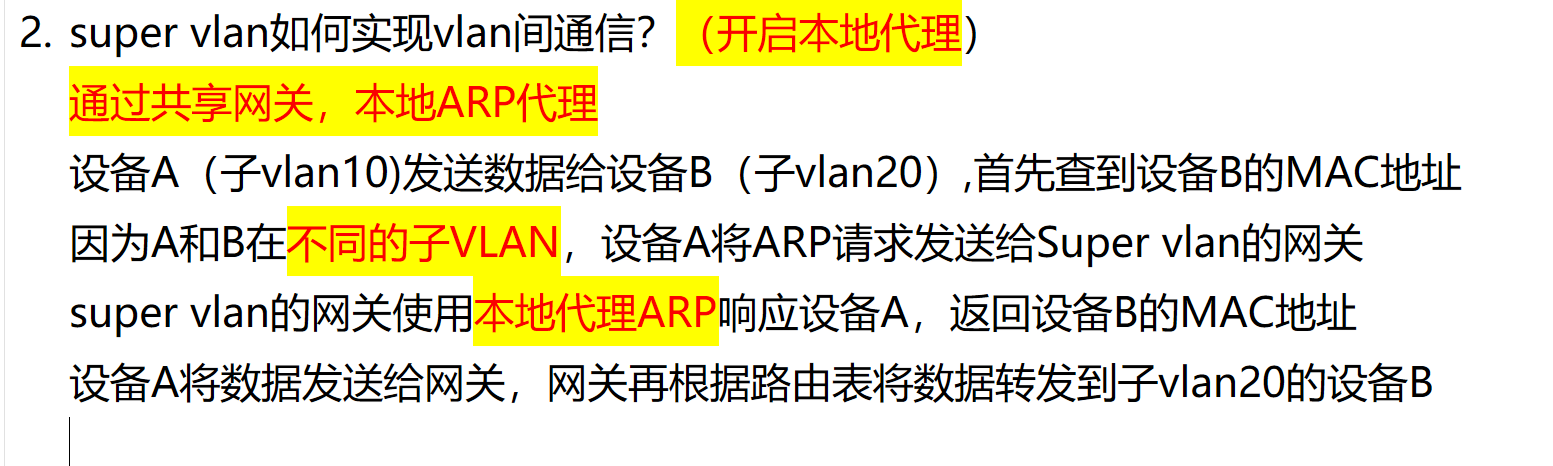 2. super vlan如何实现vlan间通信？（开启本地代理）
通过共享网关，本地ARP代理
设备A（子vlan10)发送数据给设备B（子vlan20）,首先查到设备B的MAC地址
因为A和B在不同的子VLAN，设备A将ARP请求发送给Super vlan的网关
super vlan的网关使用本地代理ARP响应设备A，返回设备B的MAC地址
设备A将数据发送给网关，网关再根据路由表将数据转发到子vlan20的设备B